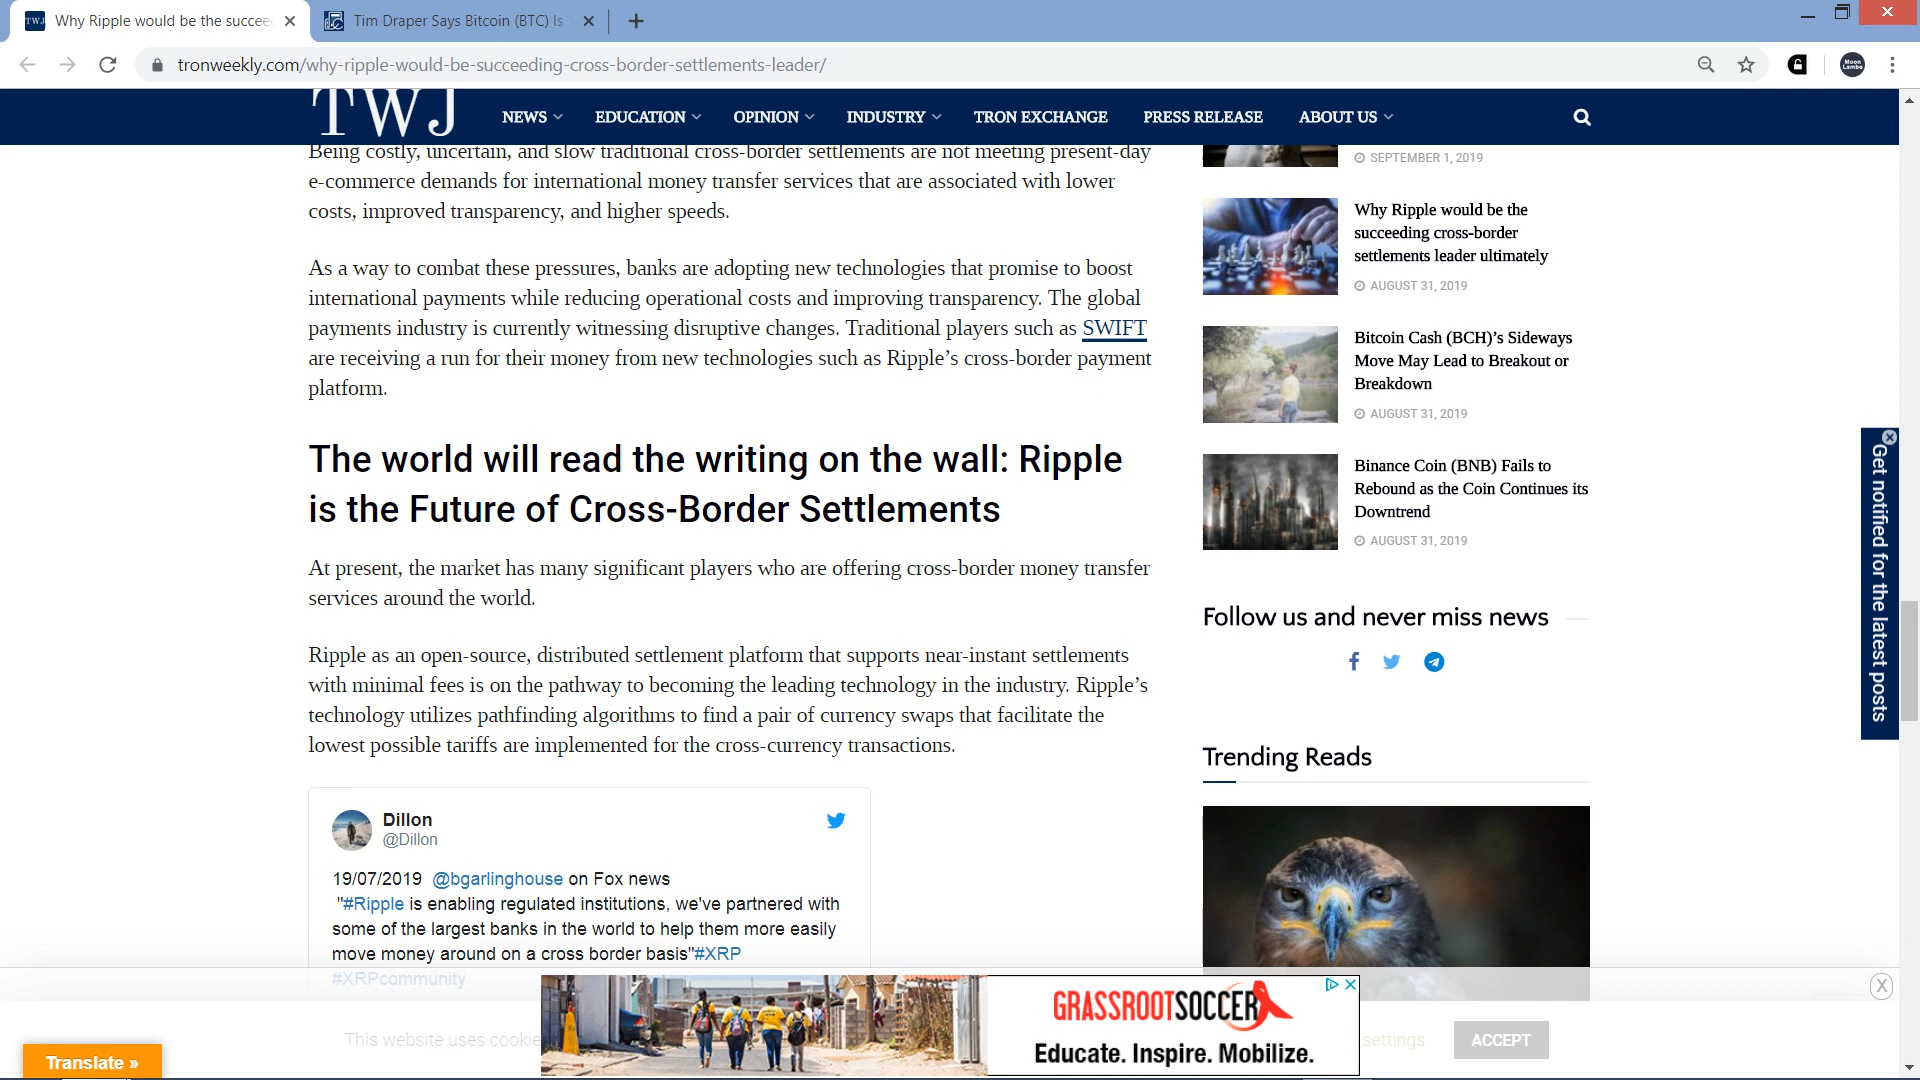 TWJ
Why Ripple would be the succee
Tim Draper Says Bitcoin (BTC) Is
tronweekly.com/why-ripple-would-be-succeeding-cross-border-settlements-leader/
Moon
Lambo
TWJ
NEWS
EDUCATION
OPINION
INDUSTRY
TRON EXCHANGE
PRESS RELEASE
ABOUT US
Being costly, uncertain, and slow traditional cross-border settlements are not meeting present-day
e-commerce demands for international money transfer services that are associated with lower
costs, improved transparency, and higher speeds.
As a way to combat these pressures, banks are adopting new technologies that promise to boost
international payments while reducing operational costs and improving transparency. The global
payments industry is currently witnessing disruptive changes. Traditional players such as SWIFT
are receiving a run for their money from new technologies such as Ripple’s cross-border payment
platform.
The world will read the writing on the wall: Ripple
is the Future of Cross-Border Settlements
At present, the market has many significant players who are offering cross-border money transfer
services around the world.
Ripple as an open-source, distributed settlement platform that supports near-instant settlements
with minimal fees is on the pathway to becoming the leading technology in the industry. Ripple’s
technology utilizes pathfinding algorithms to find a pair of currency swaps that facilitate the
lowest possible tariffs are implemented for the cross-currency transactions.
Dillon
@Dillon
19/07/2019 @bgarlinghouse on Fox news
"#Ripple is enabling regulated institutions, we've partnered with
some of the largest banks in the world to help them more easily
move money around on a cross border basis"#XRP
#XRPcommunity
SEPTEMBER 1, 2019
Why Ripple would be the
succeeding cross-border
settlements leader ultimately
AUGUST 31, 2019
Bitcoin Cash (BCH)’s Sideways
Move May Lead to Breakout or
Breakdown
AUGUST 31, 2019
Binance Coin (BNB) Fails to
Rebound as the Coin Continues its
Downtrend
AUGUST 31, 2019
Follow us and never miss news
Trending Reads
Get notified for the latest posts
This website uses cookie
settings
ACCEPT
GRASSROOTSOCCER
Educate. Inspire. Mobilize.
Translate »